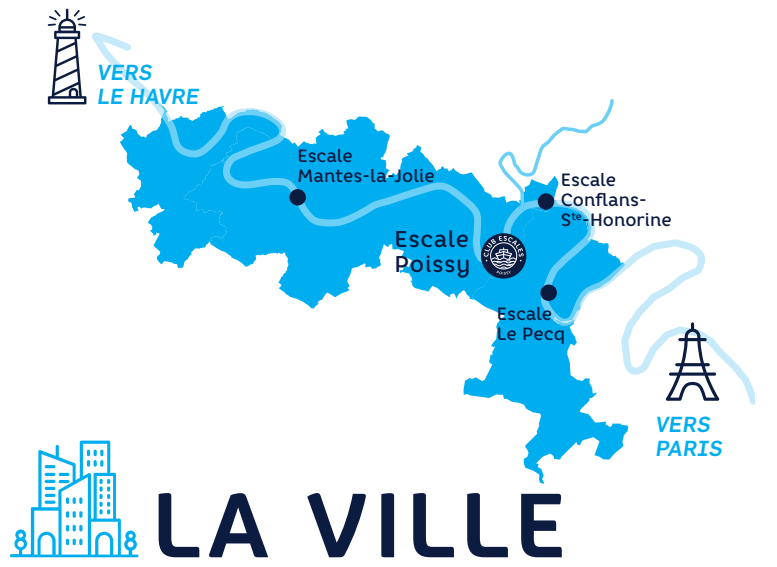 VERS
LE HAVRE
Escale
Mantes-la-Jolie
Escale
Conflans-
Sᵗᵉ-Honorine
Escale
Poissy
CLUB ESCALES
POISSY
Escale
Le Pecq
VERS
PARIS
LA VILLE